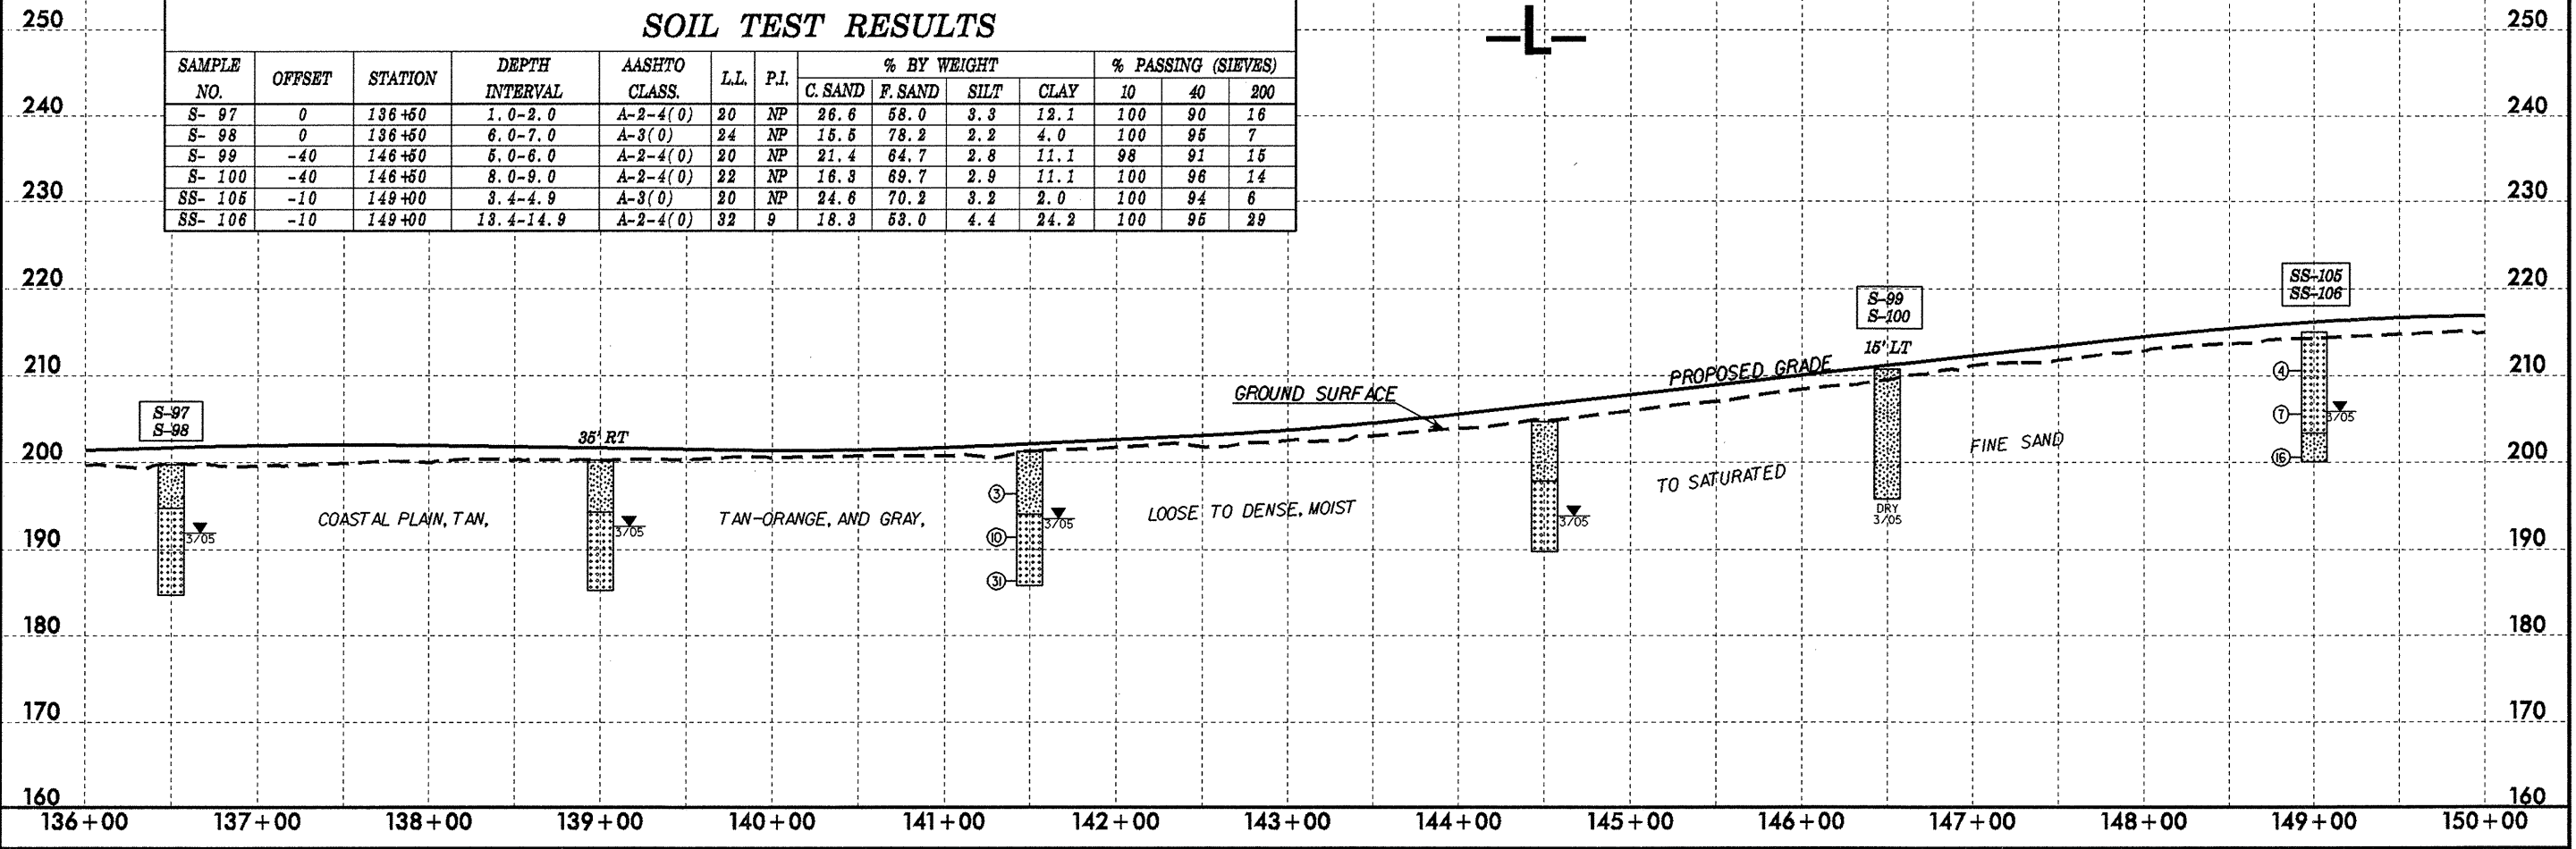 SOIL TEST RESULTS
SAMPLE NO. OFFSET STATION DEPTH INTERVAL AASHTO CLASS. L.L. P.I. % BY WEIGHT % PASSING (SIEVES)
C. SAND F. SAND SILT CLAY 10 40 200
S- 97 0 136+50 1.0-2.0 A-2-4(0) 20 NP 26.6 58.0 3.3 12.1 100 90 16
S- 98 0 136+50 6.0-7.0 A-3(0) 24 NP 15.5 78.2 2.2 4.0 100 95 7
S- 99 -40 146+50 5.0-6.0 A-2-4(0) 20 NP 21.4 64.7 2.8 11.1 98 91 15
S- 100 -40 146+50 8.0-9.0 A-2-4(0) 22 NP 16.3 69.7 2.9 11.1 100 96 14
SS- 105 -10 149+00 3.4-4.9 A-3(0) 20 NP 24.6 70.2 3.2 2.0 100 94 6
SS- 106 -10 149+00 13.4-14.9 A-2-4(0) 32 9 18.3 53.0 4.4 24.2 100 95 29
L
250 250
240 240
230 230
220 220
210 210
200 200
190 190
180 180
170 170
160 160
S-97
S-98
3/05
35' RT
3/05
3
10
31
3/05
3/05
S-99
S-100
15' LT
DRY
3/05
SS-105
SS-106
4
7
16
3/05
GROUND SURFACE
PROPOSED GRADE
COASTAL PLAIN, TAN,
TAN-ORANGE, AND GRAY,
LOOSE TO DENSE, MOIST
TO SATURATED
FINE SAND
136+00 137+00 138+00 139+00 140+00 141+00 142+00 143+00 144+00 145+00 146+00 147+00 148+00 149+00 150+00